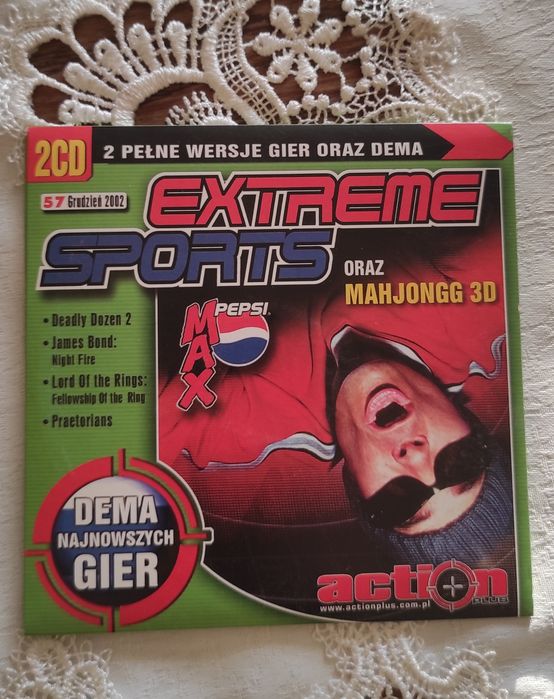 2CD
2 PEŁNE WERSJE GIER ORAZ DEMA
57 Grudzień 2002
EXTREME
SPORTS
ORAZ
MAHJONGG 3D
PEPSI
MAX
• Deadly Dozen 2
• James Bond:
Night Fire
• Lord Of the Rings:
Fellowship Of the Ring
• Praetorians
DEMA
NAJNOWSZYCH
GIER
action
PLUS
www.actionplus.com.pl